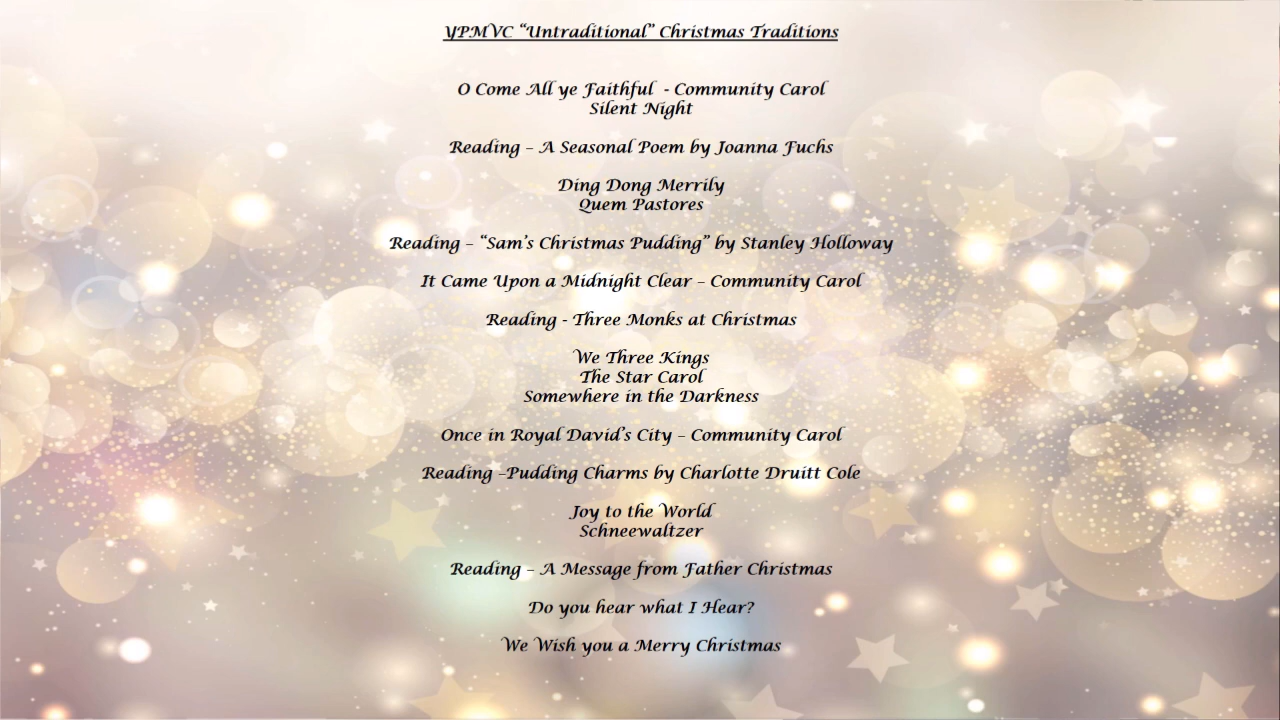 YPMVC “Untraditional” Christmas Traditions
O Come All ye Faithful - Community Carol
Silent Night
Reading – A Seasonal Poem by Joanna Fuchs
Ding Dong Merrily
Quem Pastores
Reading – “Sam’s Christmas Pudding” by Stanley Holloway
It Came Upon a Midnight Clear – Community Carol
Reading - Three Monks at Christmas
We Three Kings
The Star Carol
Somewhere in the Darkness
Once in Royal David’s City – Community Carol
Reading –Pudding Charms by Charlotte Druitt Cole
Joy to the World
Schneewaltzer
Reading – A Message from Father Christmas
Do you hear what I Hear?
We Wish you a Merry Christmas